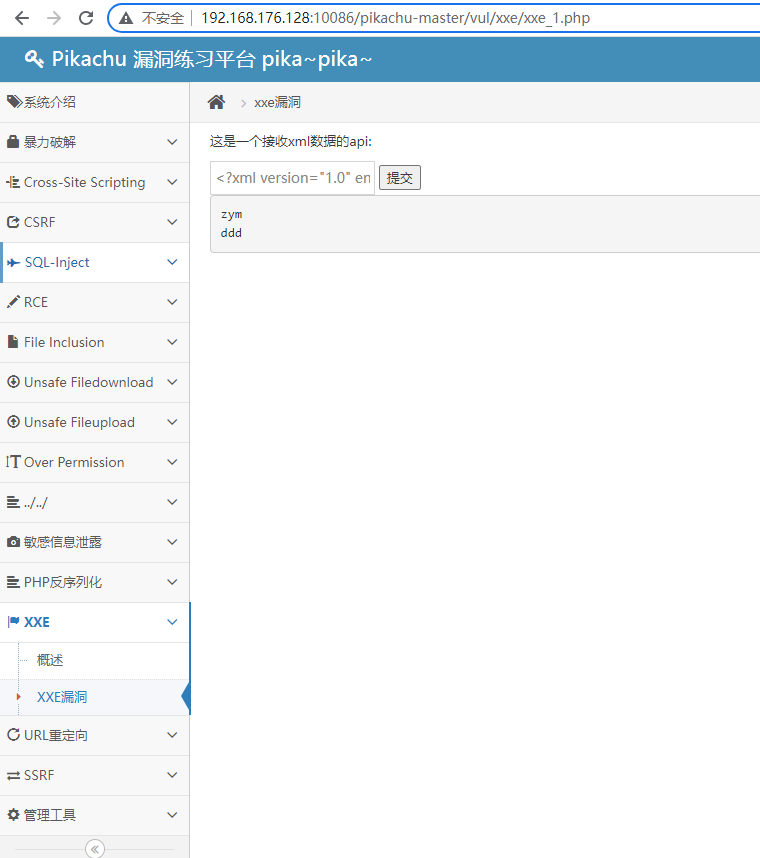 不安全 192.168.176.128:10086/pikachu-master/vul/xxe/xxe_1.php
Pikachu 漏洞练习平台 pika~pika~
系统介绍
暴力破解
Cross-Site Scripting
CSRF
SQL-Inject
RCE
File Inclusion
Unsafe Filedownload
Unsafe Fileupload
Over Permission
../../
敏感信息泄露
PHP反序列化
XXE
概述
XXE漏洞
URL重定向
SSRF
管理工具
xxe漏洞
这是一个接收xml数据的api:
<?xml version="1.0" en 提交
zym
ddd